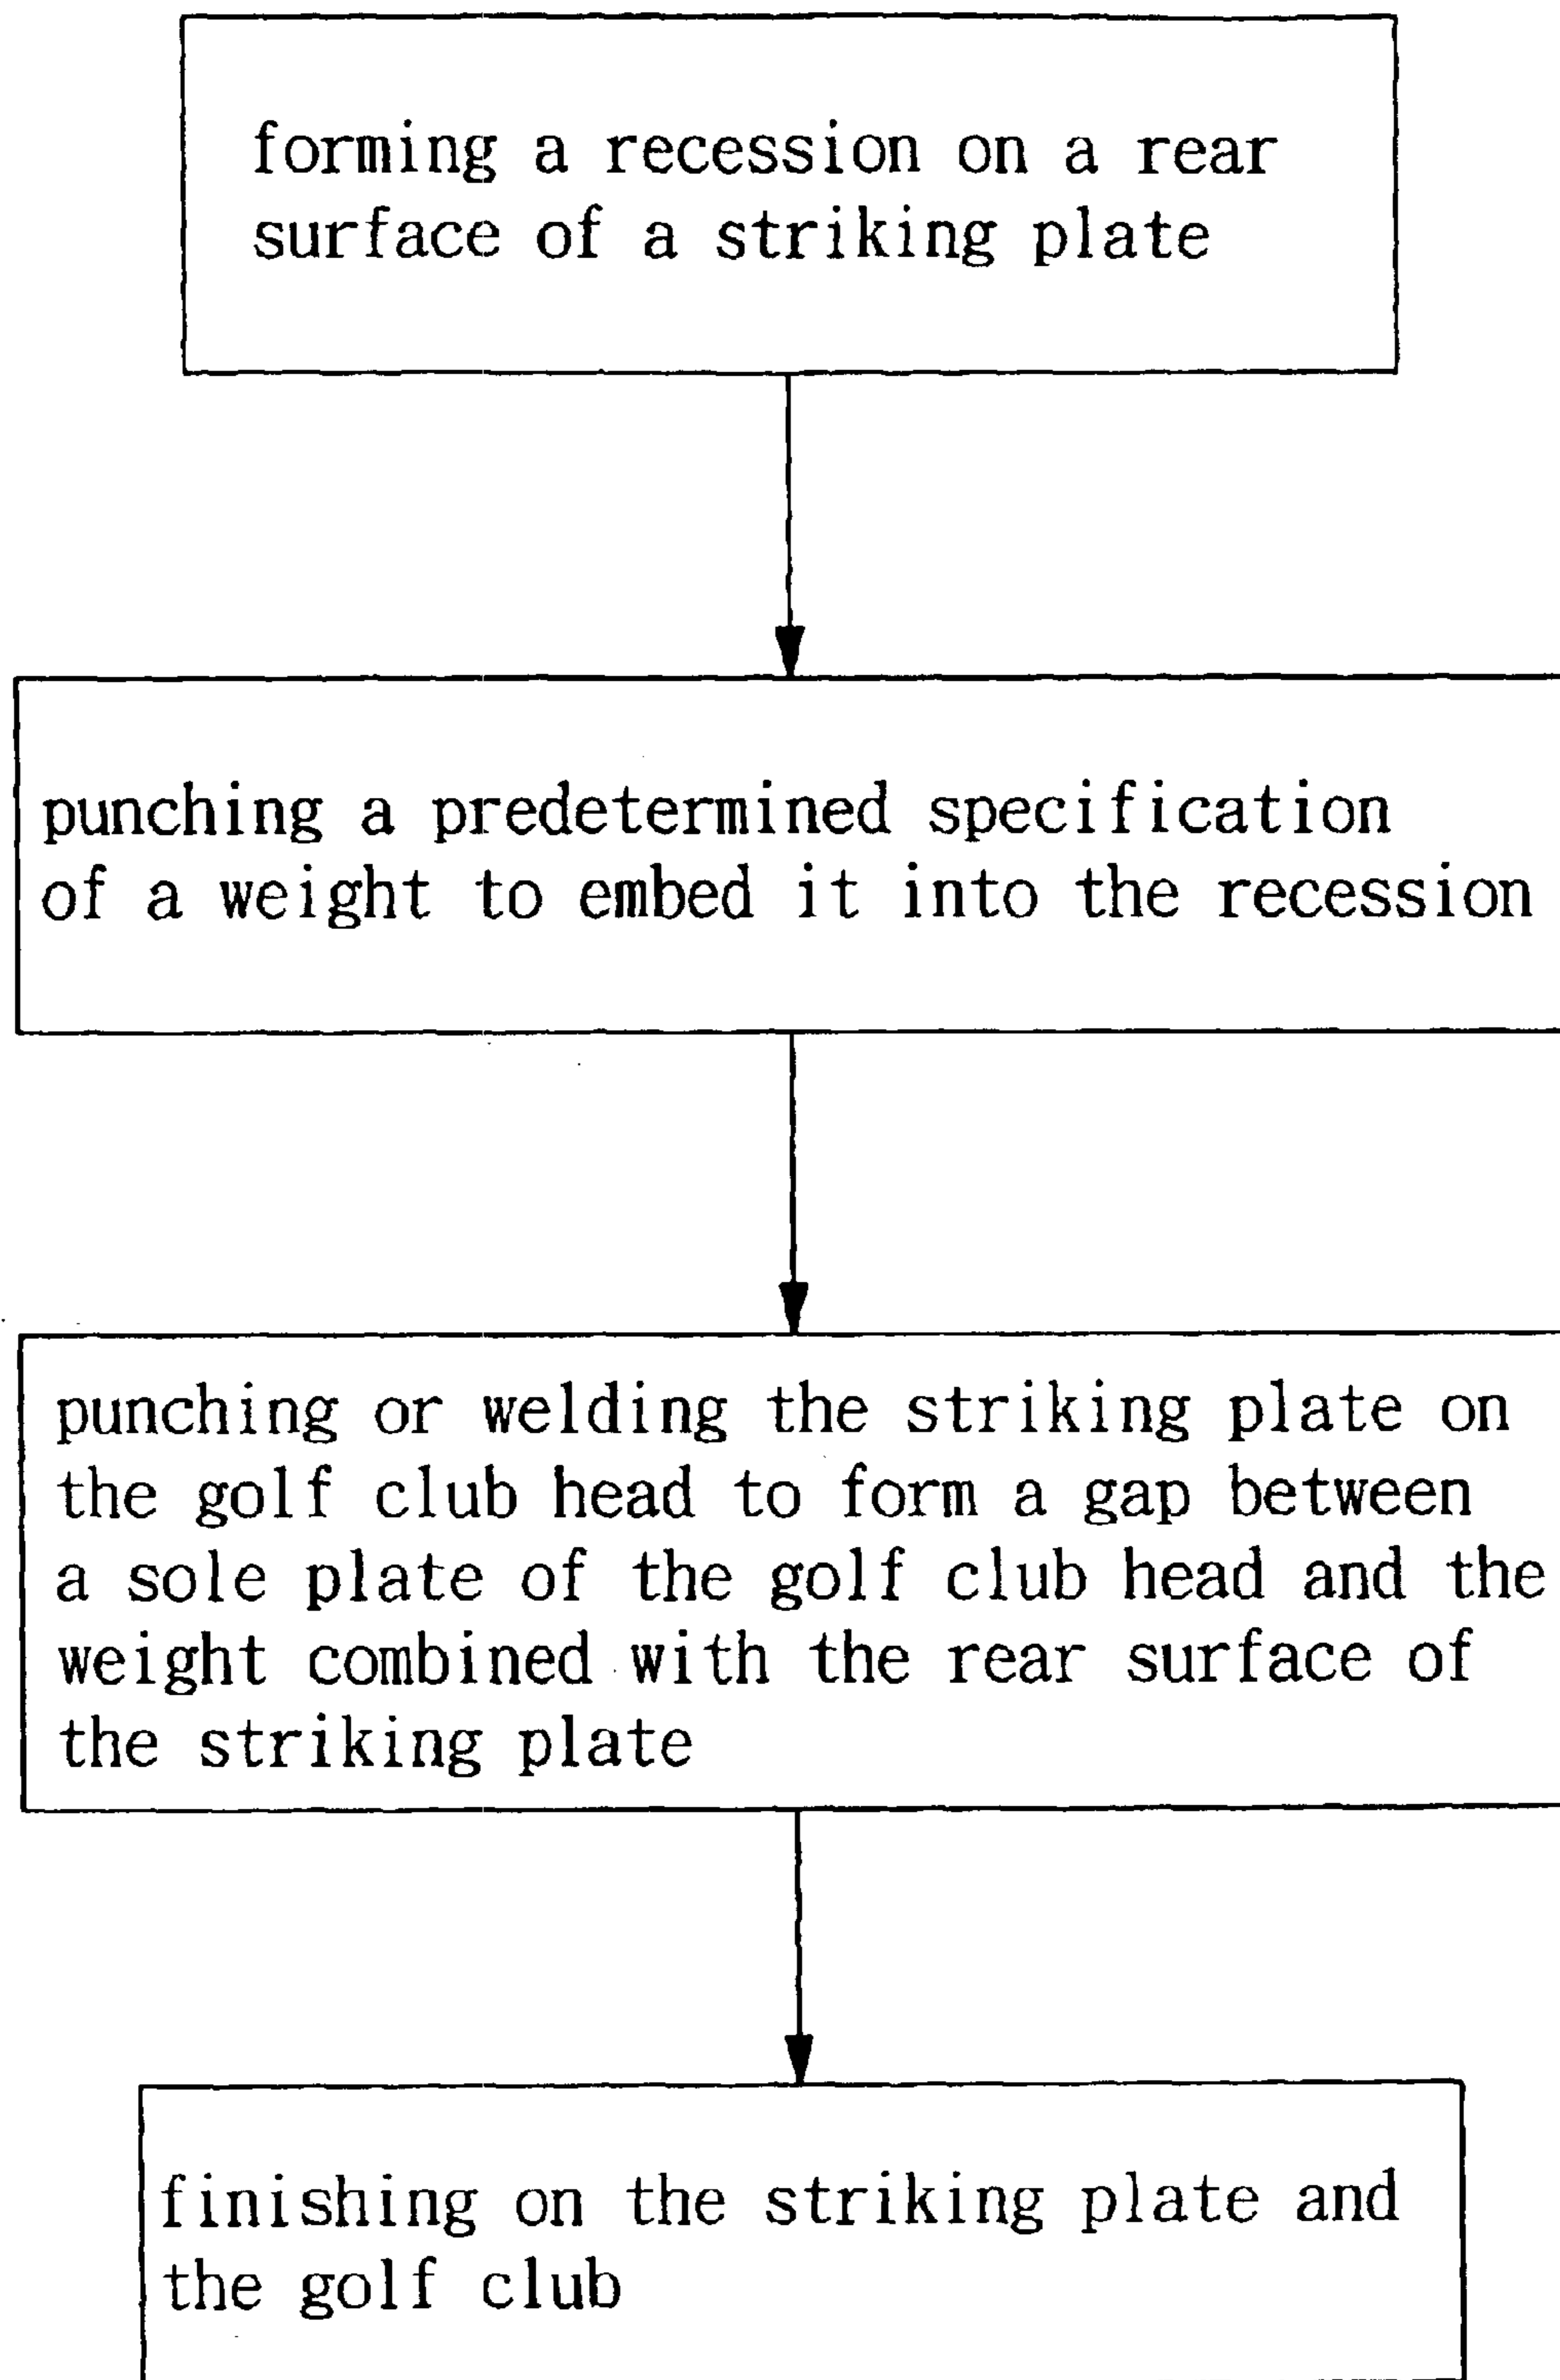 forming a recession on a rear
surface of a striking plate
punching a predetermined specification
of a weight to embed it into the recession
punching or welding the striking plate on
the golf club head to form a gap between
a sole plate of the golf club head and the
weight combined with the rear surface of
the striking plate
finishing on the striking plate and
the golf club